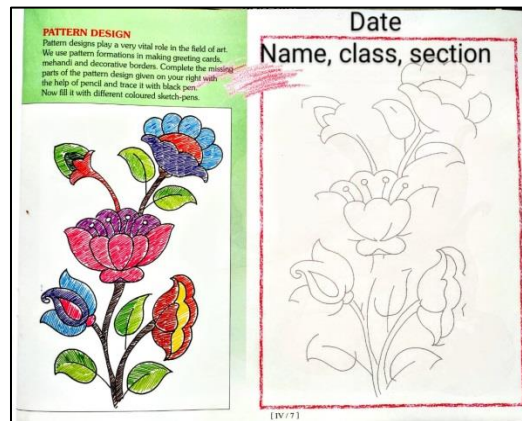 PATTERN DESIGN
Pattern designs play a very vital role in the field of art.
We use pattern formations in making greeting cards,
mehandi and decorative borders. Complete the missing
parts of the pattern design given on your right with
the help of pencil and trace it with black pen.
Now fill it with different coloured sketch-pens.
Date
Name, class, section
[ IV / 7 ]